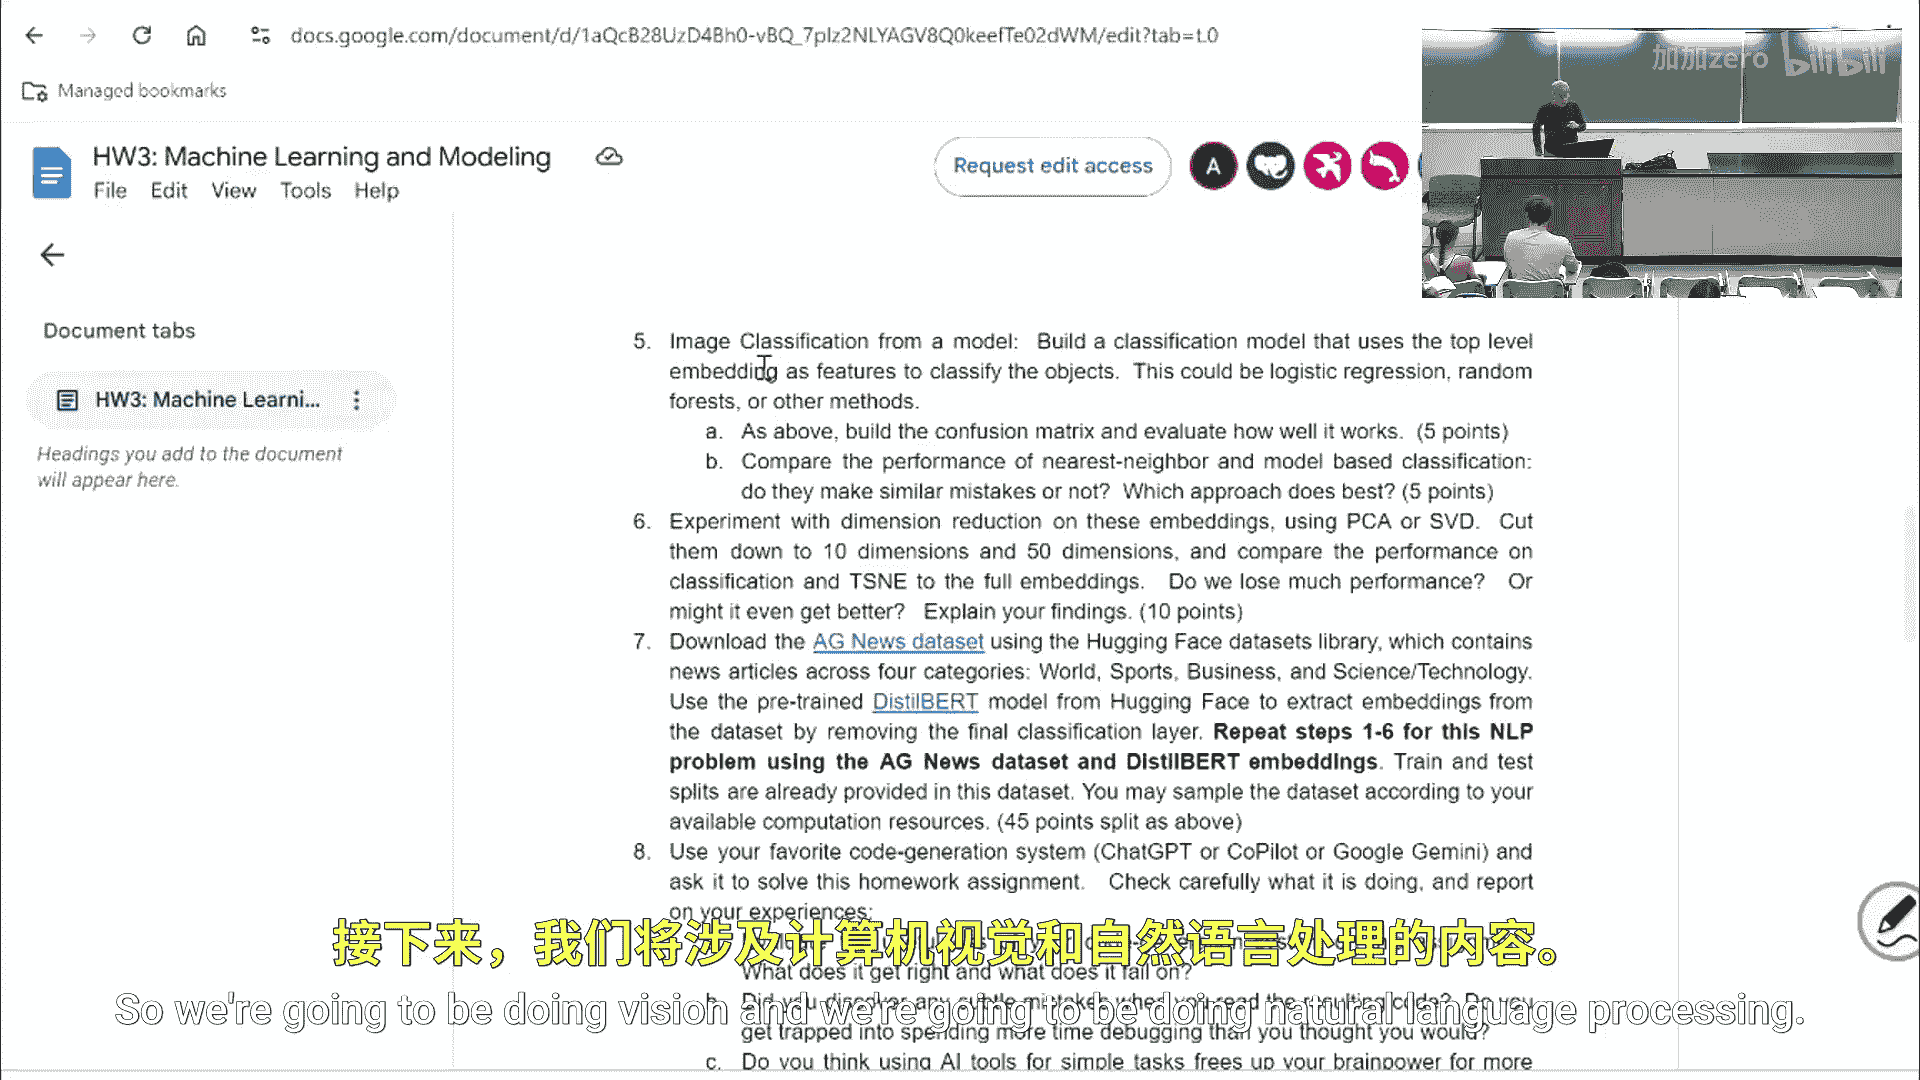 docs.google.com/document/d/1aQcB28UzD4Bh0-vBQ_7plz2NLYAGV8Q0keefTe02dWM/edit?tab=t.0
Managed bookmarks
加加zero bilibili
HW3: Machine Learning and Modeling
File Edit View Tools Help
Request edit access
A
Document tabs
HW3: Machine Learni...
Headings you add to the document
will appear here.
5. Image Classification from a model: Build a classification model that uses the top level
embedding as features to classify the objects. This could be logistic regression, random
forests, or other methods.
a. As above, build the confusion matrix and evaluate how well it works. (5 points)
b. Compare the performance of nearest-neighbor and model based classification:
do they make similar mistakes or not? Which approach does best? (5 points)
6. Experiment with dimension reduction on these embeddings, using PCA or SVD. Cut
them down to 10 dimensions and 50 dimensions, and compare the performance on
classification and TSNE to the full embeddings. Do we lose much performance? Or
might it even get better? Explain your findings. (10 points)
7. Download the AG News dataset using the Hugging Face datasets library, which contains
news articles across four categories: World, Sports, Business, and Science/Technology.
Use the pre-trained DistilBERT model from Hugging Face to extract embeddings from
the dataset by removing the final classification layer. Repeat steps 1-6 for this NLP
problem using the AG News dataset and DistilBERT embeddings. Train and test
splits are already provided in this dataset. You may sample the dataset according to your
available computation resources. (45 points split as above)
8. Use your favorite code-generation system (ChatGPT or CoPilot or Google Gemini) and
ask it to solve this homework assignment. Check carefully what it is doing, and report
on your experiences:
接下来，我们将涉及计算机视觉和自然语言处理的内容。
What does it get right and what does it fail on?
So we're going to be doing vision and we're going to be doing natural language processing.
b. Did you discover any subtle mistakes when you read the resulting code? Do you
get trapped into spending more time debugging than you thought you would?
c. Do you think using AI tools for simple tasks frees up your brainpower for more